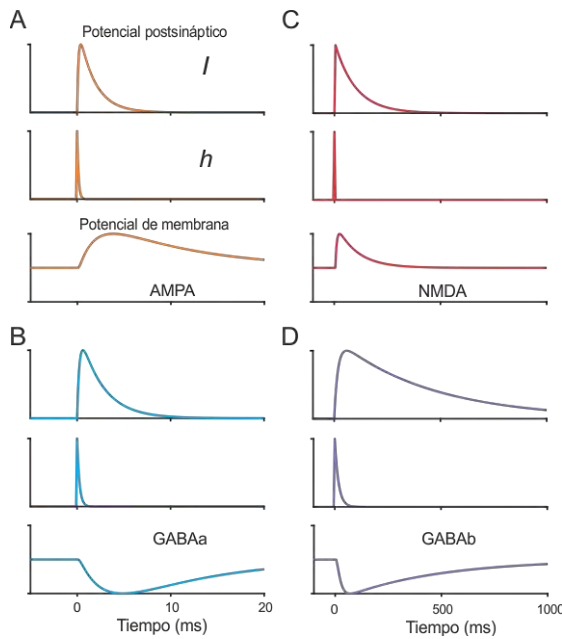 A
Potencial postsináptico
I
h
Potencial de membrana
AMPA
C
NMDA
B
GABAa
0 10 20
Tiempo (ms)
D
GABAb
0 500 1000
Tiempo (ms)